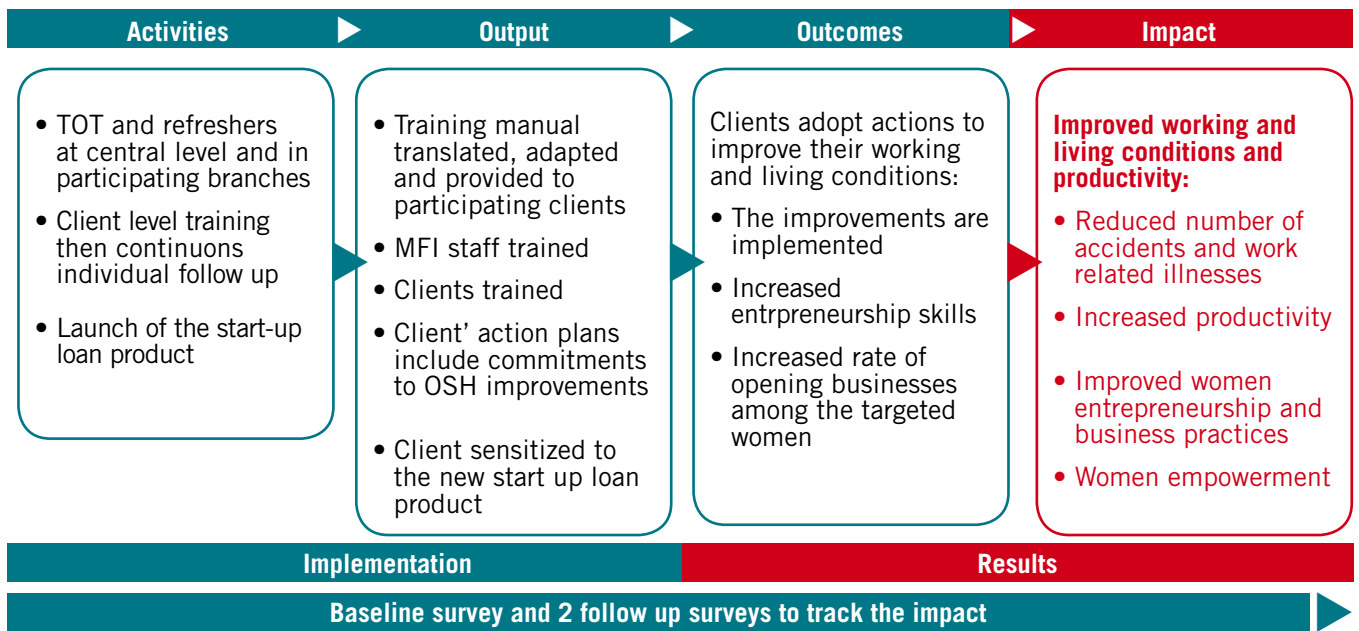 Activities
Output
Outcomes
Impact
• TOT and refreshers
at central level and in
participating branches
• Client level training
then continuons
individual follow up
• Launch of the start-up
loan product
• Training manual
translated, adapted
and provided to
participating clients
• MFI staff trained
• Clients trained
• Client’ action plans
include commitments
to OSH improvements
• Client sensitized to
the new start up loan
product
Clients adopt actions to
improve their working
and living conditions:
• The improvements are
implemented
• Increased
entrpreneurship skills
• Increased rate of
opening businesses
among the targeted
women
Improved working and
living conditions and
productivity:
• Reduced number of
accidents and work
related illnesses
• Increased productivity
• Improved women
entrepreneurship and
business practices
• Women empowerment
Implementation
Results
Baseline survey and 2 follow up surveys to track the impact